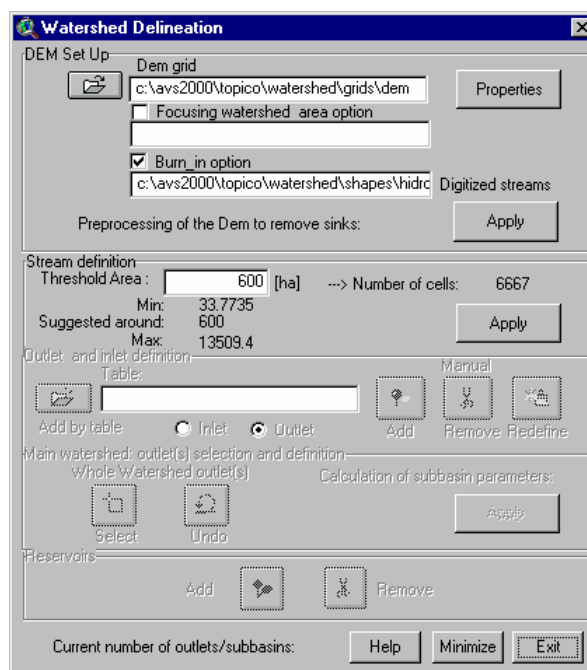 Watershed Delineation
DEM Set Up
Dem grid
c:\avs2000\topico\watershed\grids\dem
Properties
Focusing watershed area option
Burn_in option
c:\avs2000\topico\watershed\shapes\hidro
Digitized streams
Preprocessing of the Dem to remove sinks:
Apply
Stream definition
Threshold Area : 600 [ha] ---> Number of cells: 6667
Min: 33.7735
Suggested around: 600
Max: 13509.4
Apply
Outlet and inlet definition
Table:
Manual
Add by table
Inlet
Outlet
Add
Remove
Redefine
Main watershed: outlet(s) selection and definition
Whole Watershed outlet(s)
Calculation of subbasin parameters:
Select
Undo
Apply
Reservoirs
Add
Remove
Current number of outlets/subbasins:
Help
Minimize
Exit